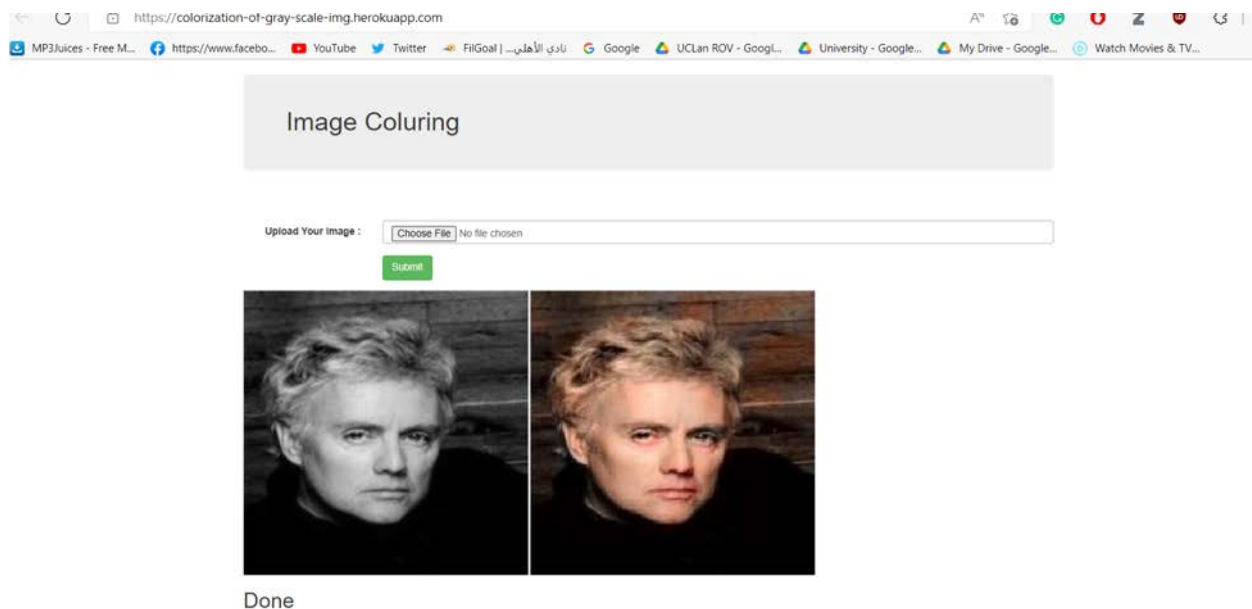 https://colorization-of-gray-scale-img.herokuapp.com
MP3Juices - Free M... https://www.facebo... YouTube Twitter FilGoal | ...نادي الأهلي Google UCLan ROV - Googl... University - Google... My Drive - Google... Watch Movies & TV...
Image Coluring
Upload Your Image : Choose File No file chosen
Submit
Done